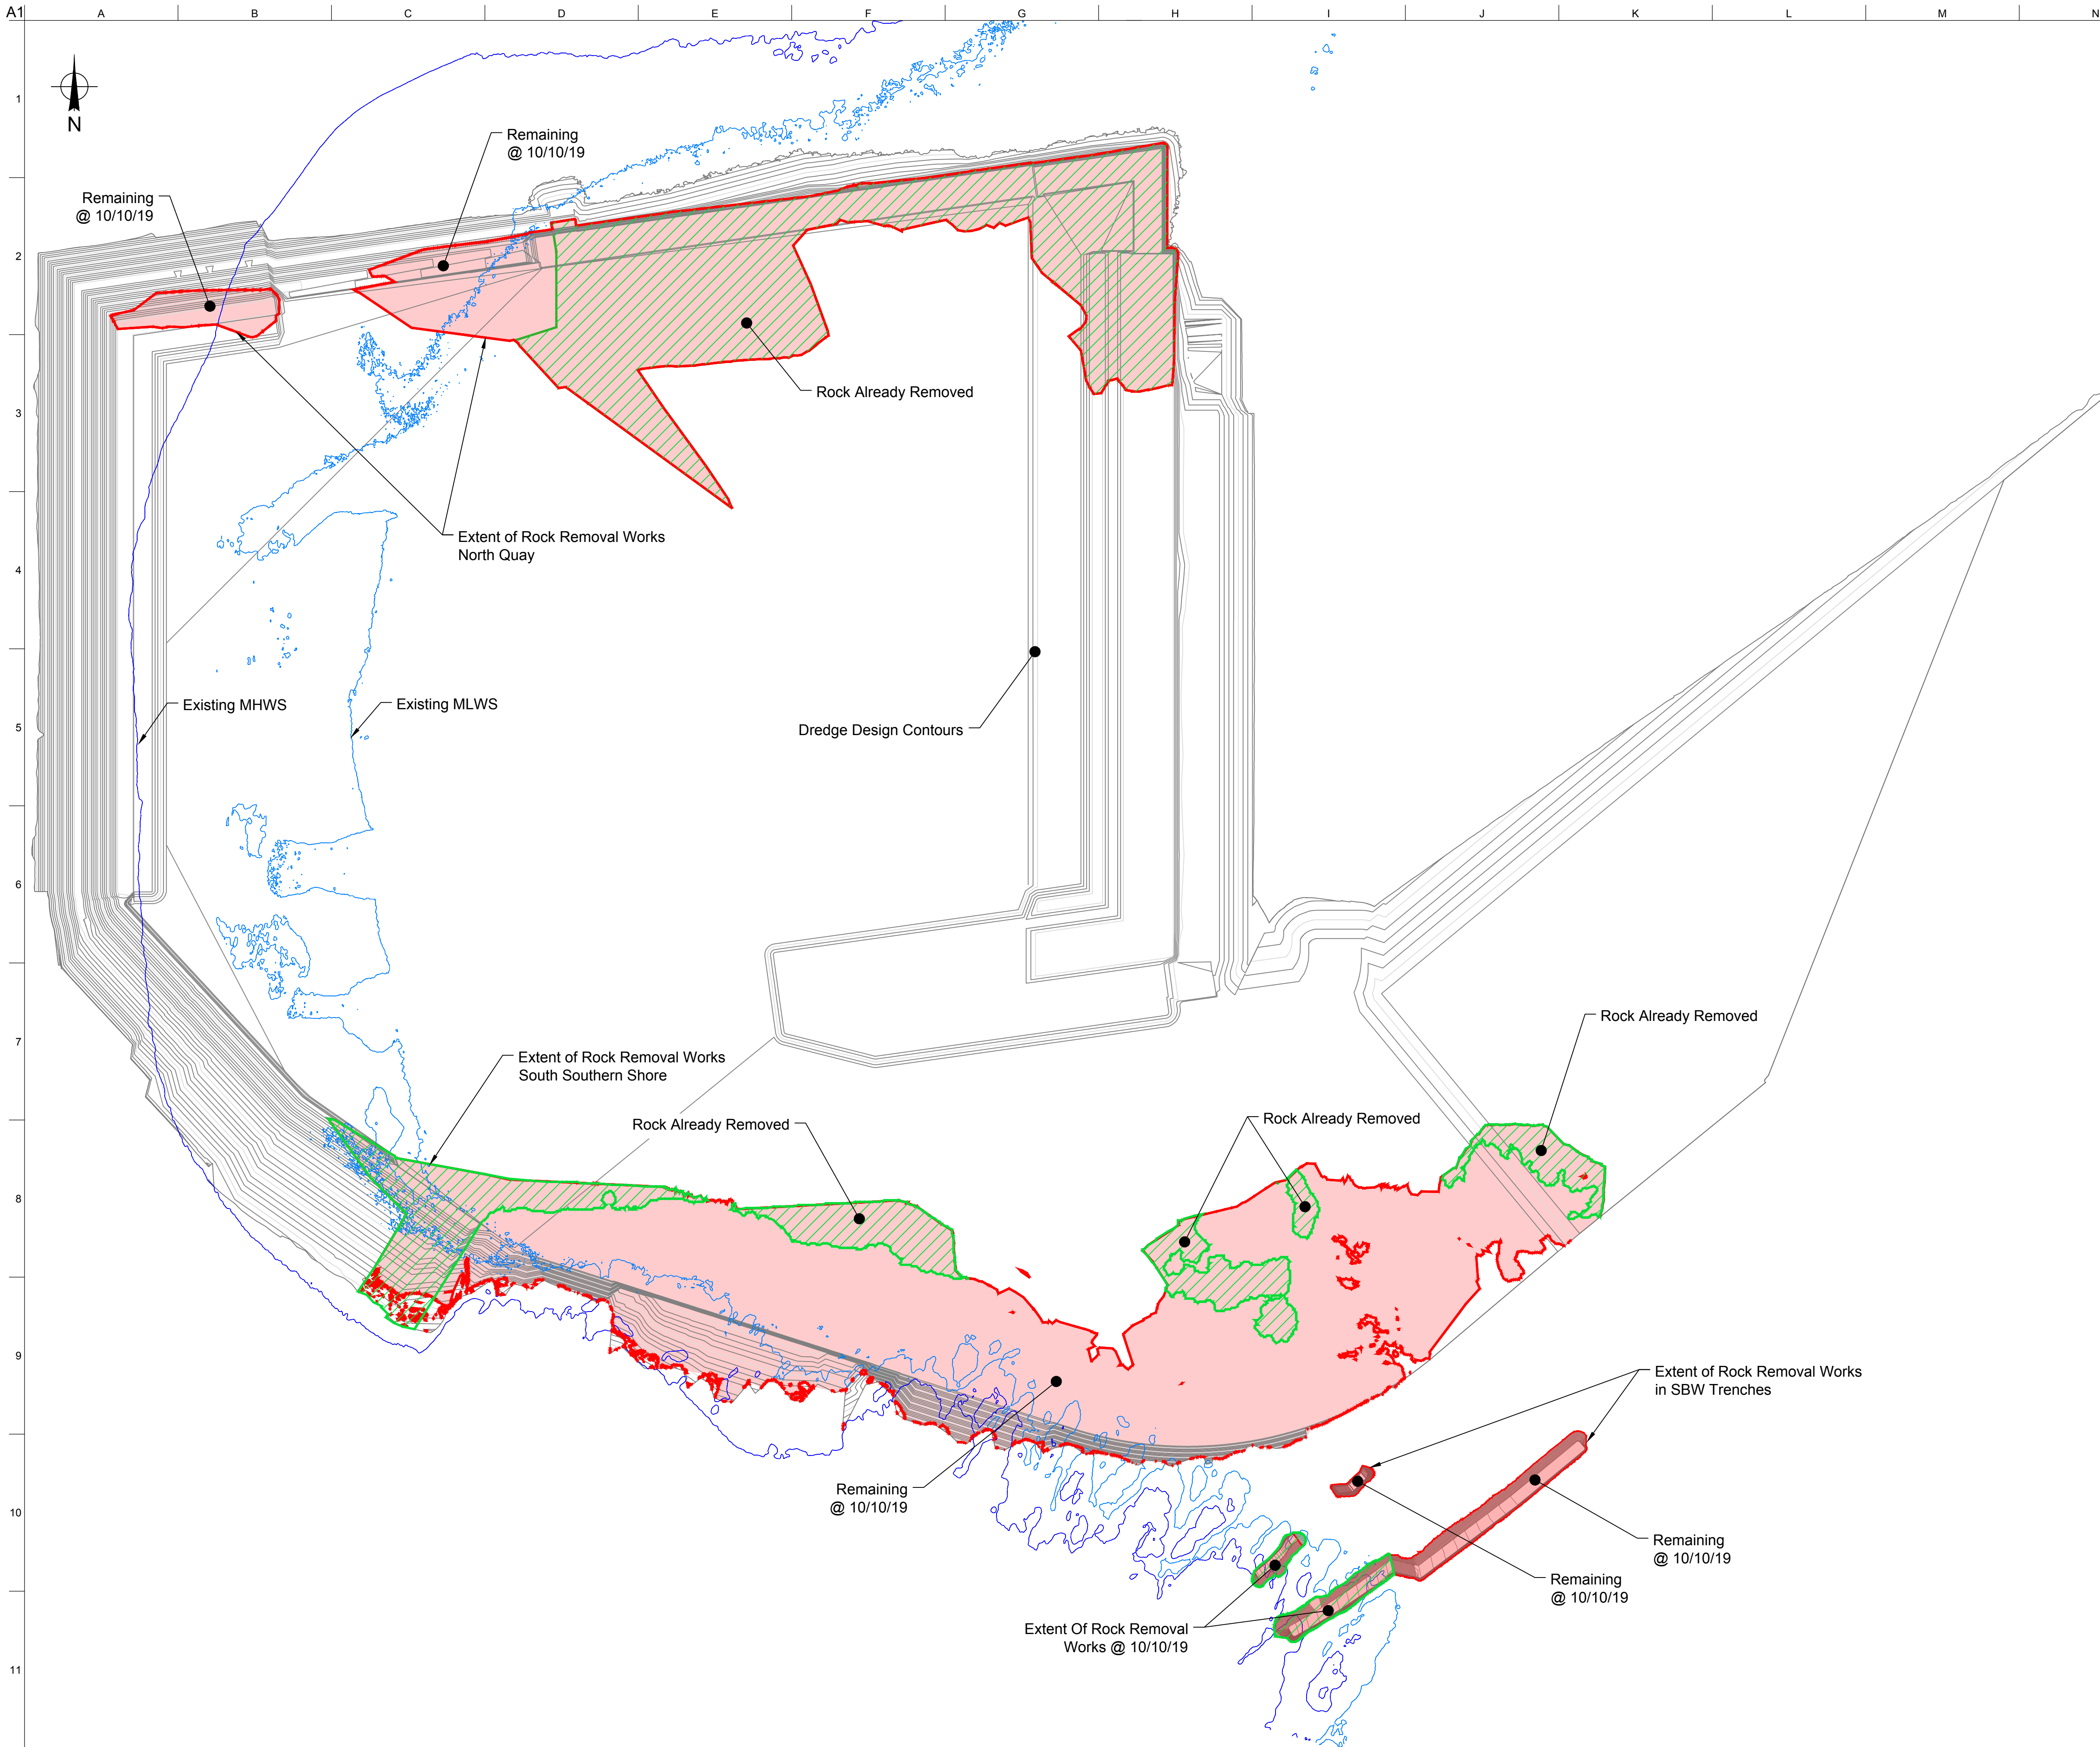 A1
A B C D E F G H I J K L M N
1
N
Remaining
@ 10/10/19
Remaining
@ 10/10/19
2
Rock Already Removed
3
Extent of Rock Removal Works
North Quay
4
Existing MHWS
Existing MLWS
Dredge Design Contours
5
6
Rock Already Removed
7
Extent of Rock Removal Works
South Southern Shore
Rock Already Removed
Rock Already Removed
8
9
Extent of Rock Removal Works
in SBW Trenches
Remaining
@ 10/10/19
10
Remaining
@ 10/10/19
Remaining
@ 10/10/19
Extent Of Rock Removal
Works @ 10/10/19
11